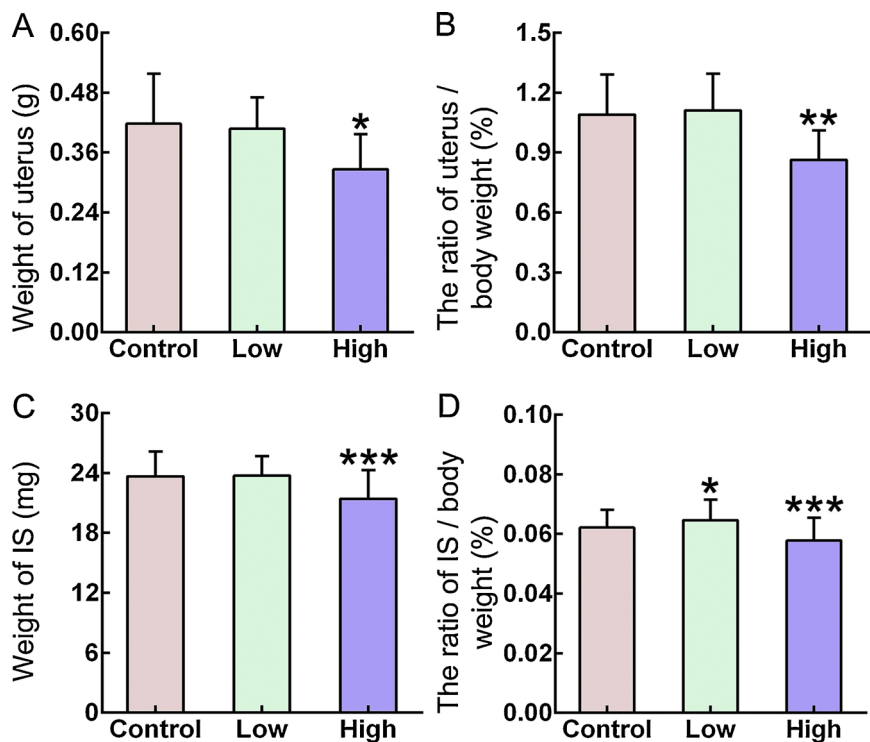 A
Weight of uterus (g)
0.60
0.48
0.36
0.24
0.12
0.00
*
Control Low High
B
The ratio of uterus /
body weight (%)
1.5
1.2
0.9
0.6
0.3
0.0
**
Control Low High
C
Weight of IS (mg)
30
24
18
12
6
0
***
Control Low High
D
The ratio of IS / body
weight (%)
0.10
0.08
0.06
0.04
0.02
0.00
*
***
Control Low High